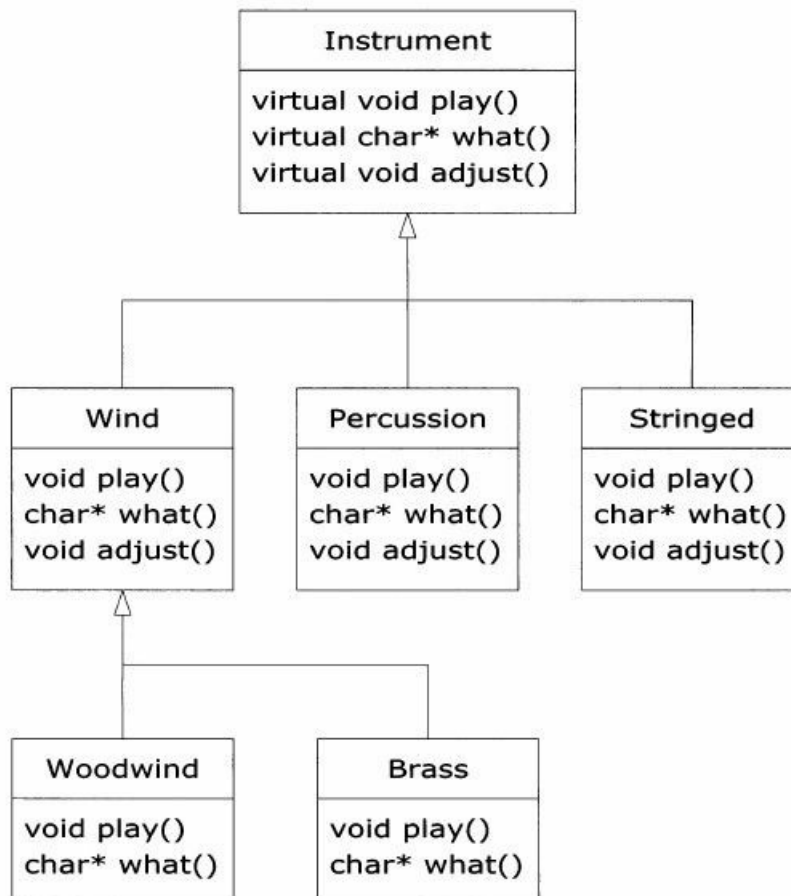 Instrument
virtual void play()
virtual char* what()
virtual void adjust()
Wind
void play()
char* what()
void adjust()
Percussion
void play()
char* what()
void adjust()
Stringed
void play()
char* what()
void adjust()
Woodwind
void play()
char* what()
Brass
void play()
char* what()